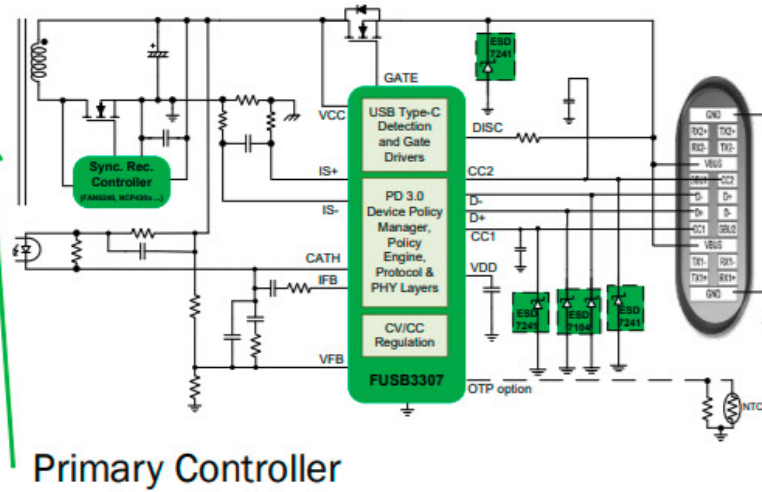 ESD
7241
GATE
VCC
USB Type-C
Detection
and Gate
Drivers
DISC
Sync. Rec.
Controller
IS+
IS-
CC2
D-
D+
CC1
PD 3.0
Device Policy
Manager,
Policy
Engine,
Protocol &
PHY Layers
CATH
IFB
VDD
CV/CC
Regulation
VFB
FUSB3307
OTP option
ESD
7241
ESD
7104
ESD
7241
GND
RX2+ TX2+
RX2- TX2-
VBUS
SBU1 CC2
D- D+
D+ D-
CC1 SBU2
VBUS
TX1- RX1-
TX1+ RX1+
GND
NTC
Primary Controller